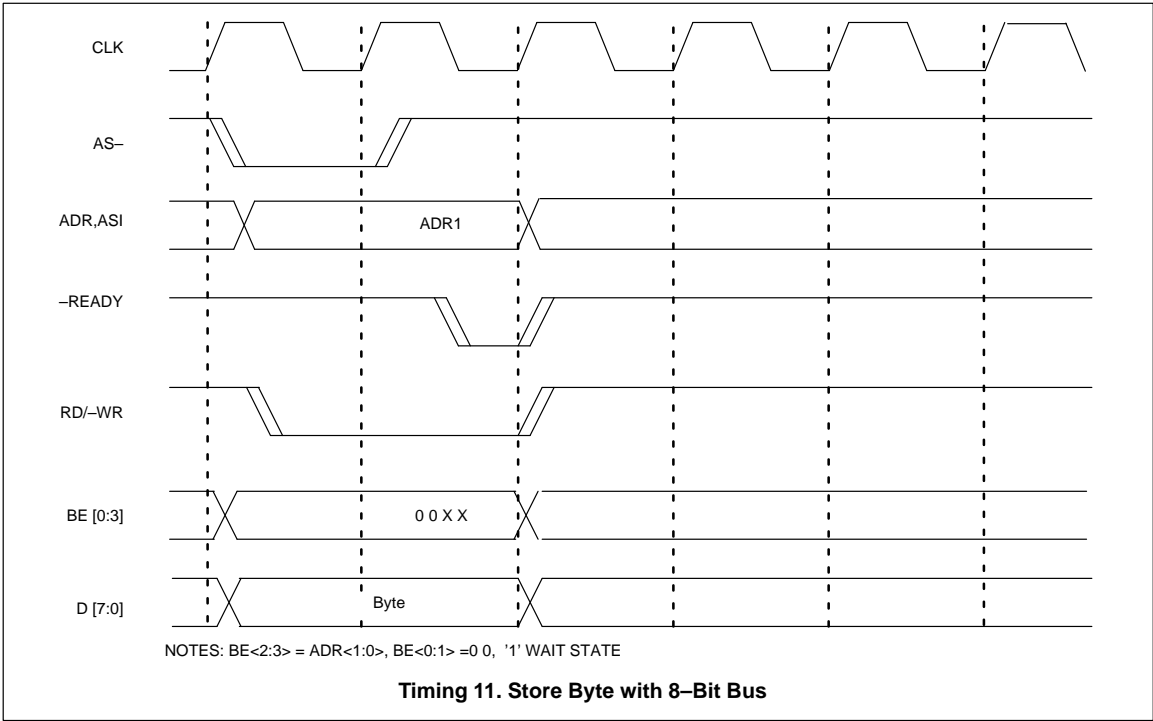 CLK
AS–
ADR,ASI
ADR1
–READY
RD/–WR
BE [0:3]
0 0 X X
D [7:0]
Byte
NOTES: BE<2:3> = ADR<1:0>, BE<0:1> =0 0, '1' WAIT STATE
Timing 11. Store Byte with 8–Bit Bus